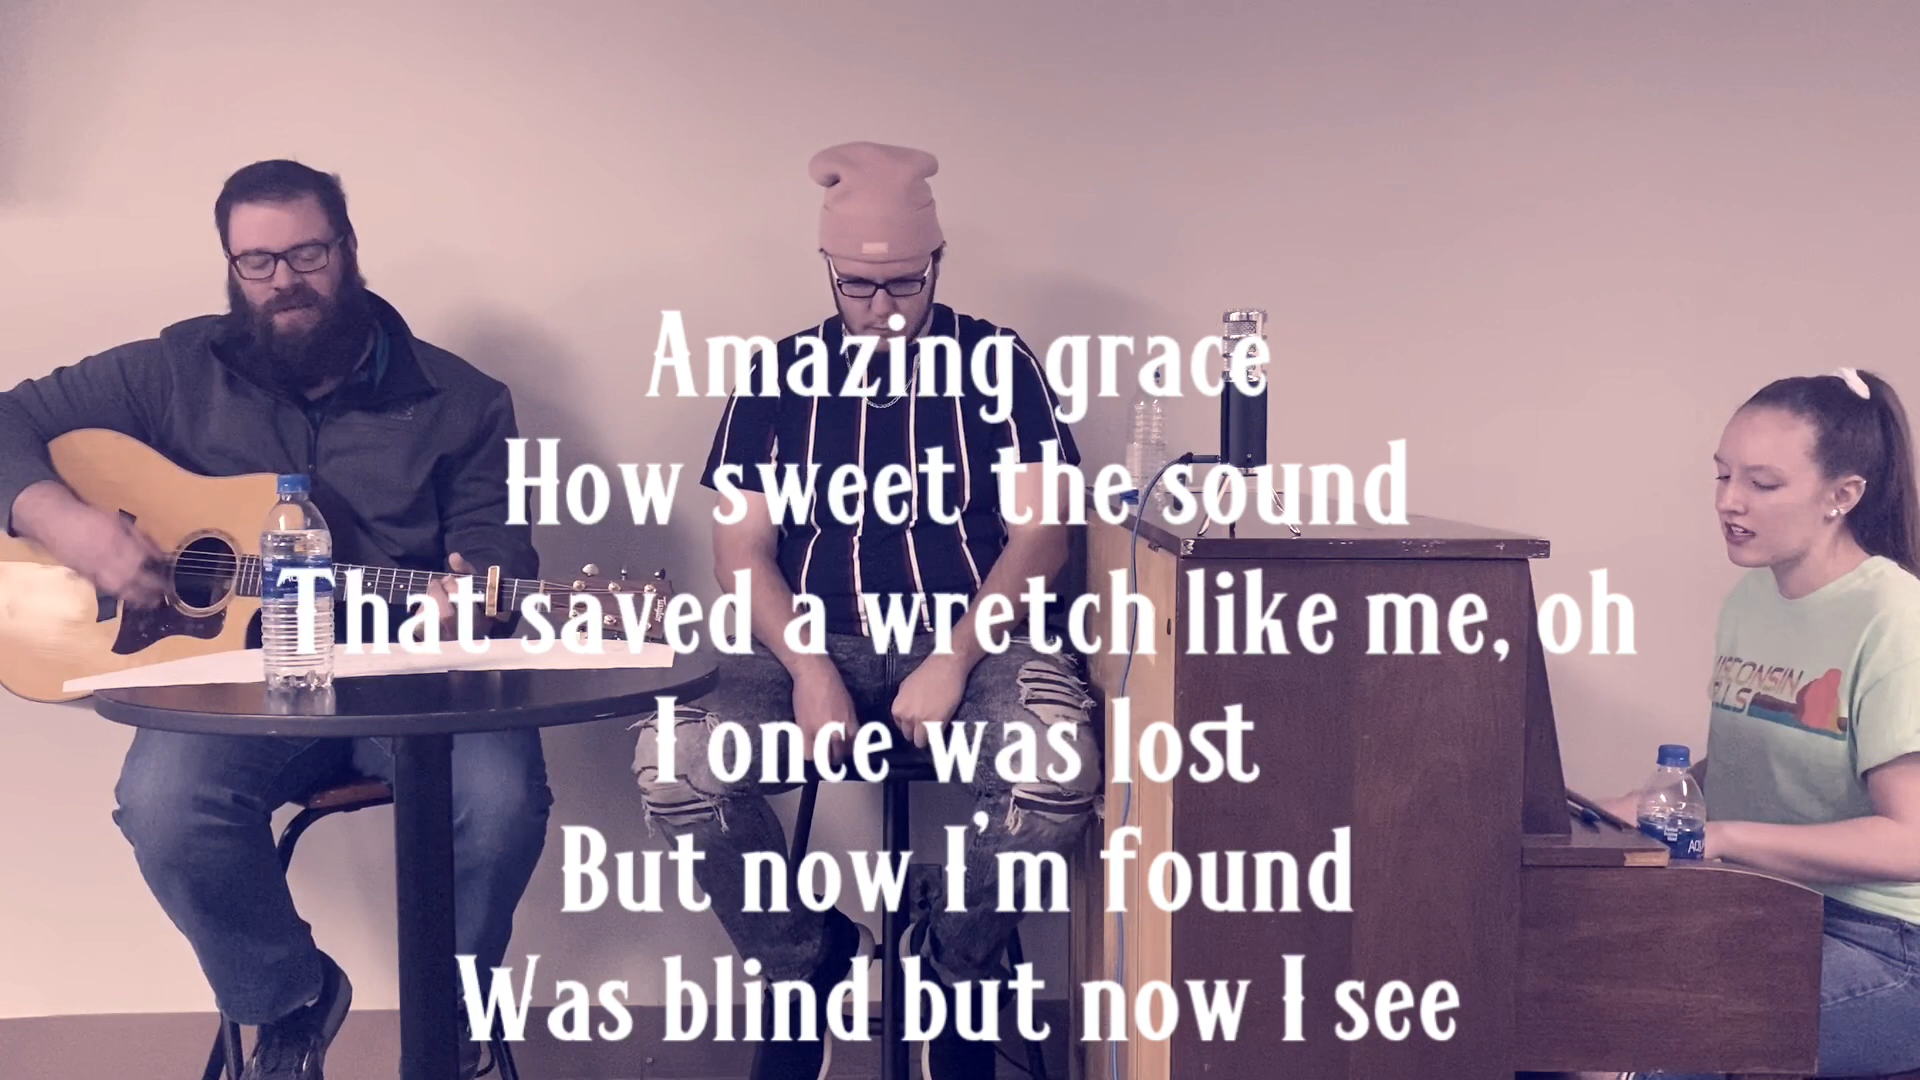 Amazing grace
How sweet the sound
That saved a wretch like me, oh
I once was lost
But now I'm found
Was blind but now I see